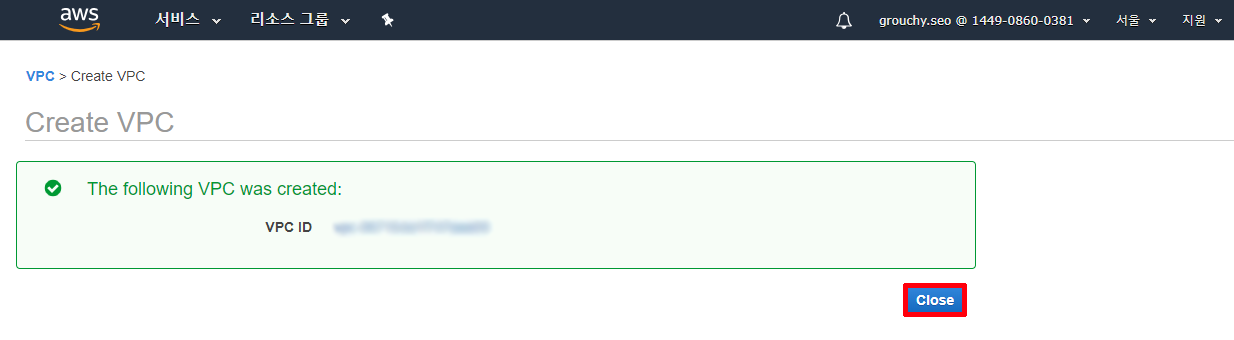 aws 서비스 리소스 그룹 grouchy.seo @ 1449-0860-0381 서울 지원
VPC > Create VPC
Create VPC
The following VPC was created:
VPC ID
Close